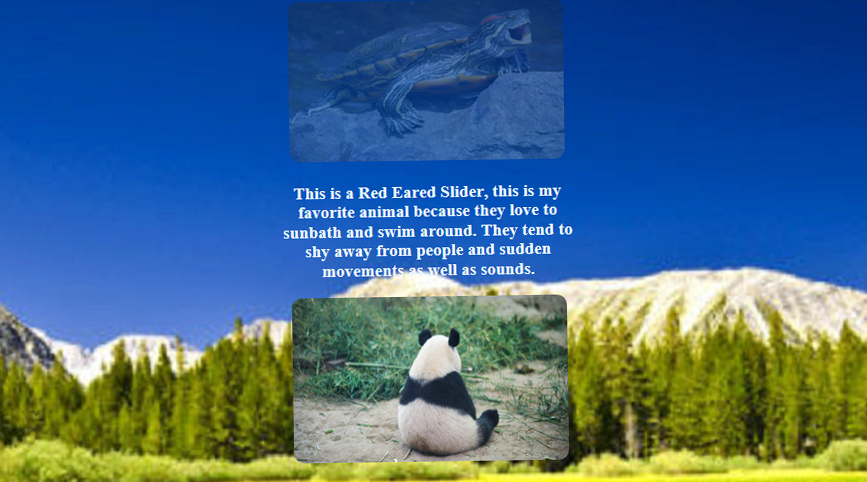 This is a Red Eared Slider, this is my
favorite animal because they love to
sunbath and swim around. They tend to
shy away from people and sudden
movements as well as sounds.